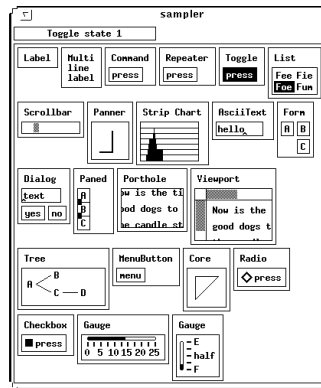 sampler
Toggle state 1
Label
Multi
line
label
Command
press
Repeater
press
Toggle
press
List
Fee Fie
Foe Fum
Scrollbar
Panner
Strip Chart
AsciiText
hello
Form
A B
C
Dialog
text
yes no
Paned
A
B
C
Porthole
ow is the ti
ood dogs to
e candle st
Viewport
Now is the
good dogs t
Tree
A
B
C
D
MenuButton
menu
Core
Radio
press
Checkbox
press
Gauge
0 5 10 15 20 25
Gauge
E
half
F